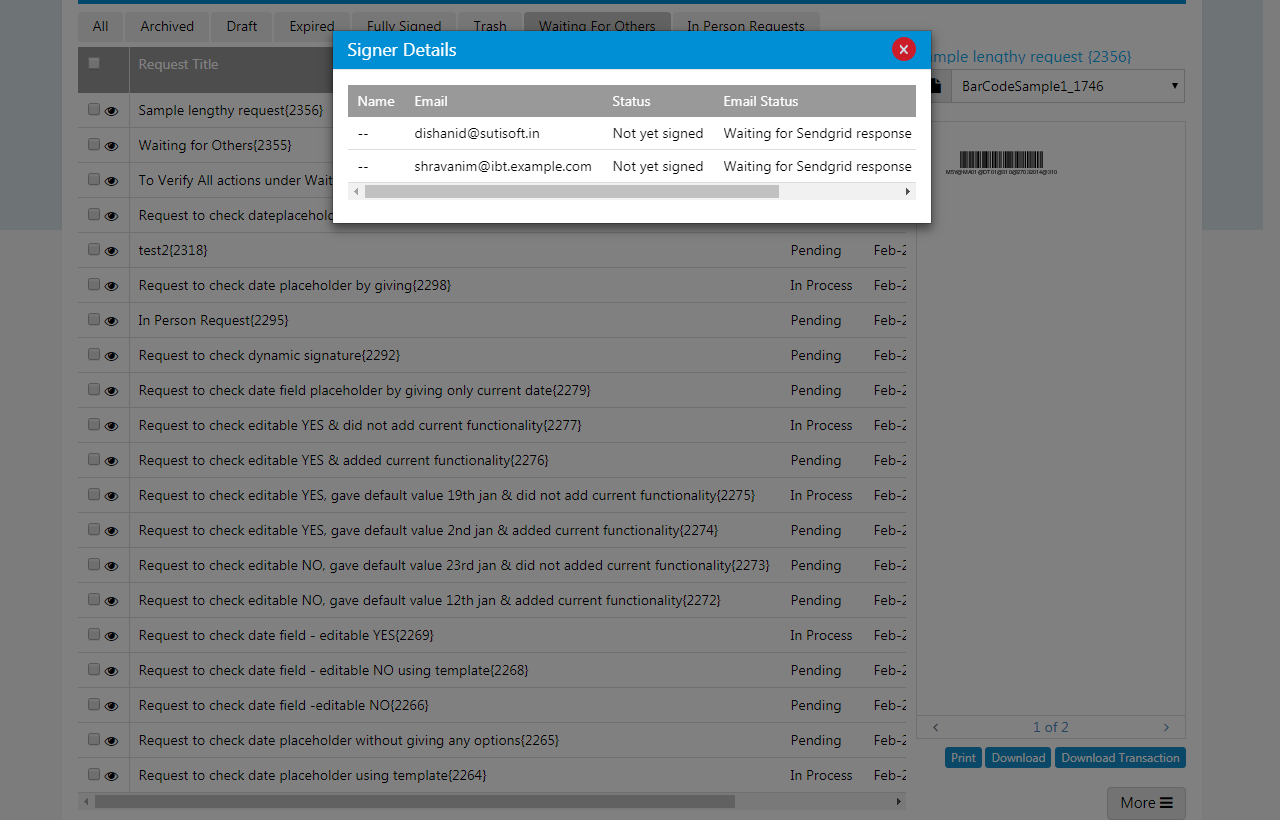 All Archived Draft Expired Fully Signed Trash Waiting For Others In Person Requests
Signer Details
Name Email Status Email Status
-- dishanid@sutisoft.in Not yet signed Waiting for Sendgrid response
-- shravanim@ibt.example.com Not yet signed Waiting for Sendgrid response
Request Title
Sample lengthy request{2356}
Waiting for Others{2355}
To Verify All actions under Wait
Request to check dateplacehold
test2{2318} Pending Feb-2
Request to check date placeholder by giving{2298} In Process Feb-2
In Person Request{2295} Pending Feb-2
Request to check dynamic signature{2292} Pending Feb-2
Request to check date field placeholder by giving only current date{2279} Pending Feb-2
Request to check editable YES & did not add current functionality{2277} In Process Feb-2
Request to check editable YES & added current functionality{2276} Pending Feb-2
Request to check editable YES, gave default value 19th jan & did not add current functionality{2275} In Process Feb-2
Request to check editable YES, gave default value 2nd jan & added current functionality{2274} Pending Feb-2
Request to check editable NO, gave default value 23rd jan & did not added current functionality{2273} Pending Feb-2
Request to check editable NO, gave default value 12th jan & added current functionality{2272} Pending Feb-2
Request to check date field - editable YES{2269} In Process Feb-2
Request to check date field - editable NO using template{2268} Pending Feb-2
Request to check date field -editable NO{2266} Pending Feb-2
Request to check date placeholder without giving any options{2265} Pending Feb-2
Request to check date placeholder using template{2264} In Process Feb-2
mple lengthy request {2356}
BarCodeSample1_1746
1 of 2
Print Download Download Transaction
More